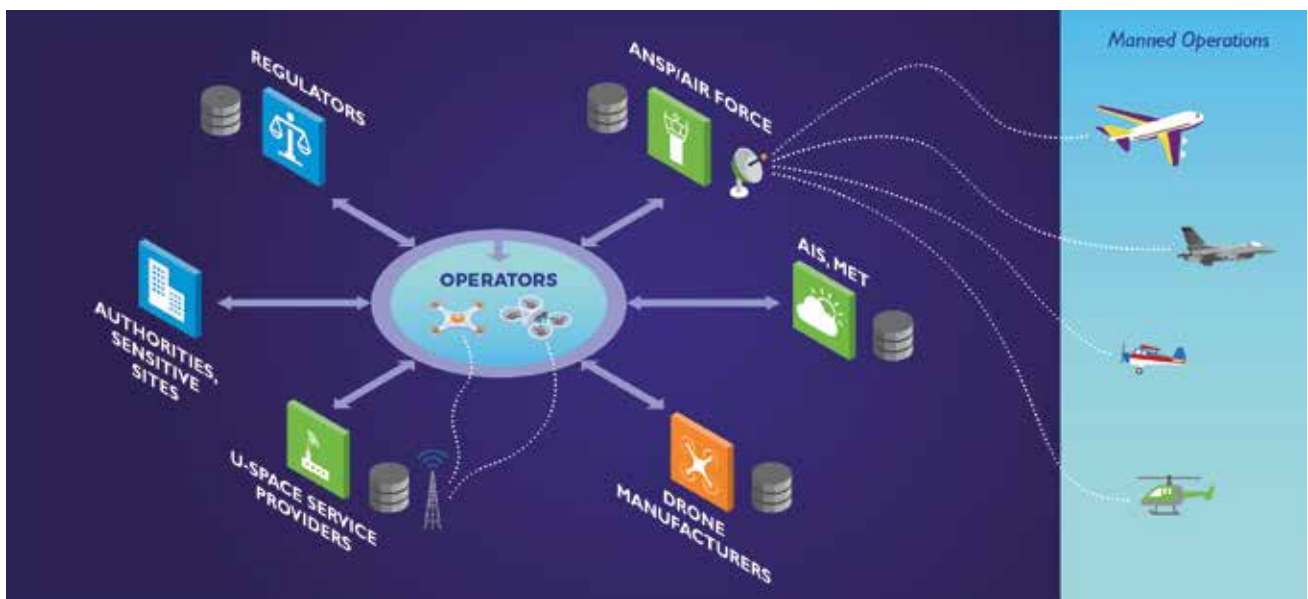 Manned Operations
REGULATORS
ANSP/AIR FORCE
OPERATORS
AIS, MET
AUTHORITIES,
SENSITIVE
SITES
U-SPACE SERVICE
PROVIDERS
DRONE
MANUFACTURERS